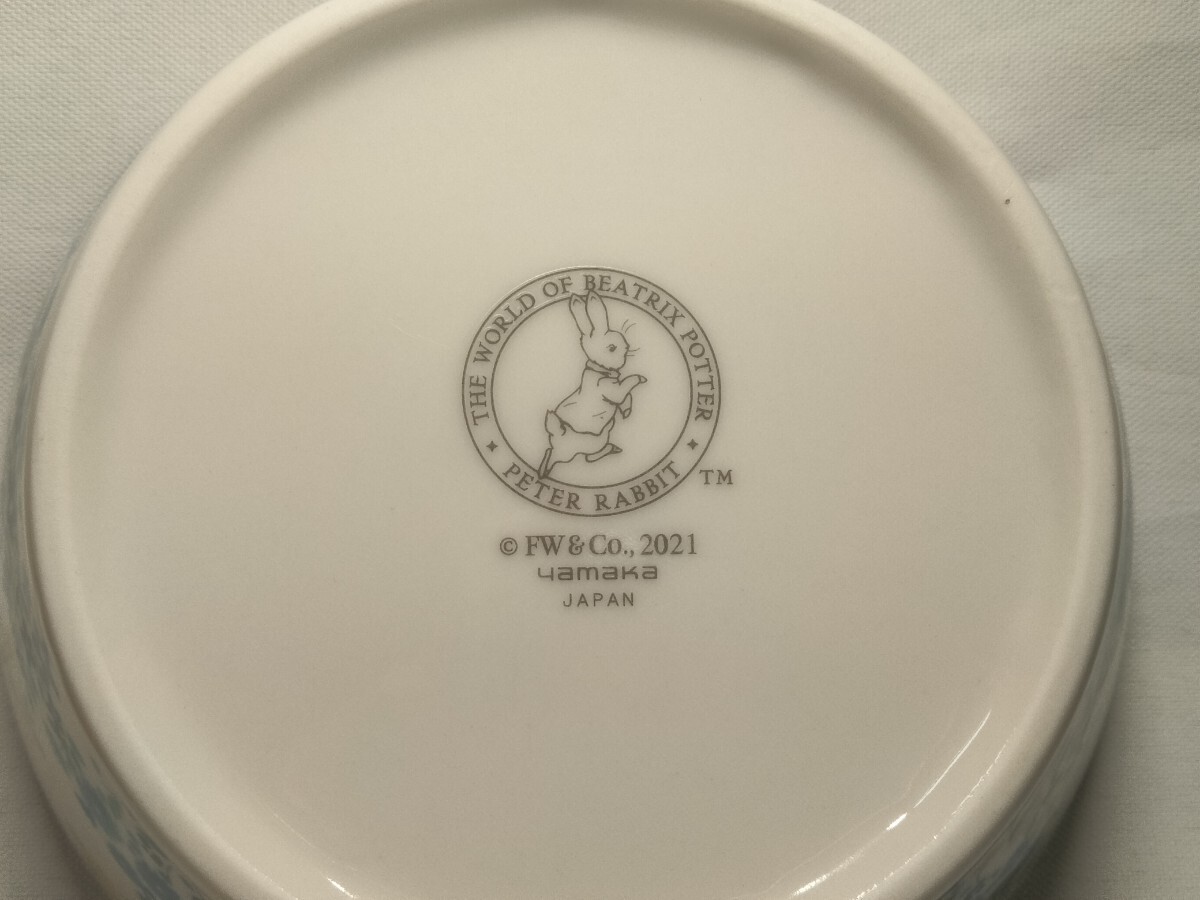 THE WORLD OF BEATRIX POTTER
PETER RABBIT
TM
© FW & Co., 2021
yamaka
JAPAN